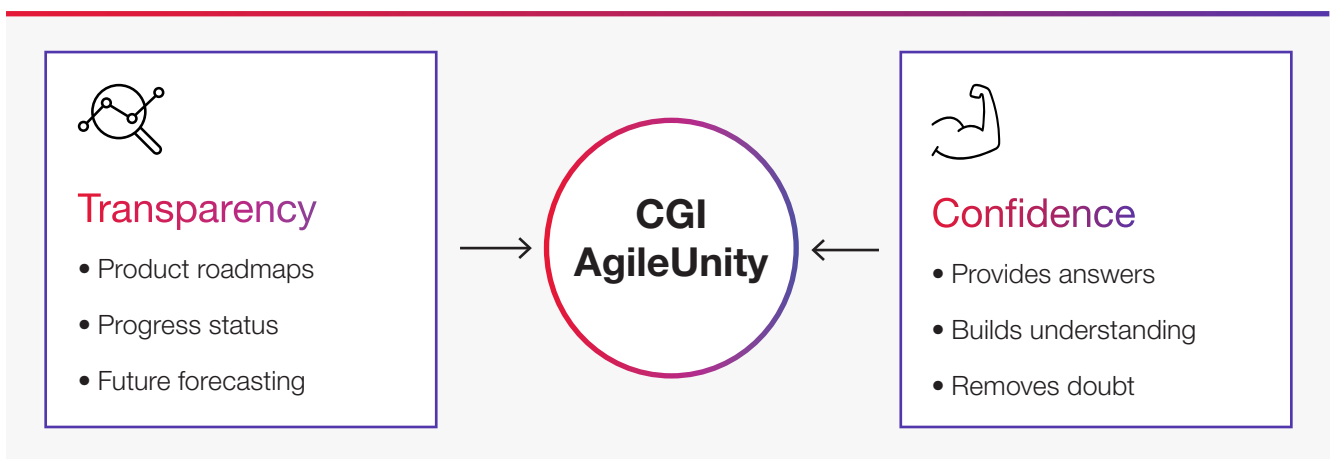 Transparency
• Product roadmaps
• Progress status
• Future forecasting
CGI
AgileUnity
Confidence
• Provides answers
• Builds understanding
• Removes doubt